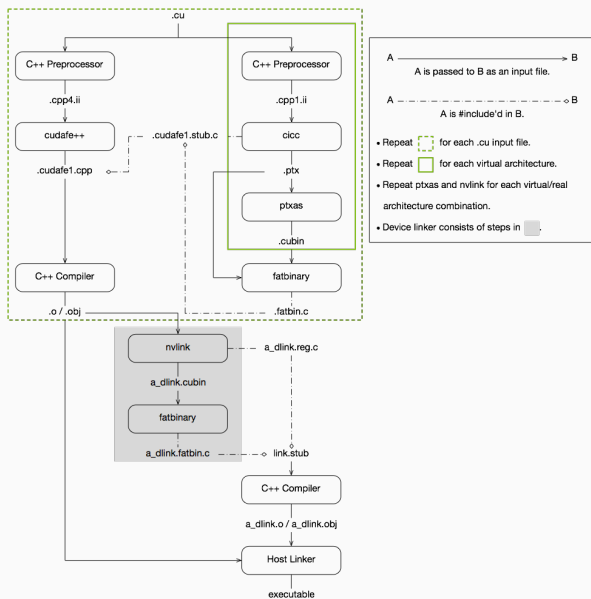 .cu
C++ Preprocessor
C++ Preprocessor
.cpp4.ii
.cpp1.ii
cudafe++
.cudafe1.stub.c
cicc
.cudafe1.cpp
.ptx
ptxas
.cubin
C++ Compiler
fatbinary
.o / .obj
.fatbin.c
nvlink
a_dlink.reg.c
a_dlink.cubin
fatbinary
a_dlink.fatbin.c
link.stub
C++ Compiler
a_dlink.o / a_dlink.obj
Host Linker
executable
A B
A is passed to B as an input file.
A B
A is #include'd in B.
• Repeat for each .cu input file.
• Repeat for each virtual architecture.
• Repeat ptxas and nvlink for each virtual/real
architecture combination.
• Device linker consists of steps in .